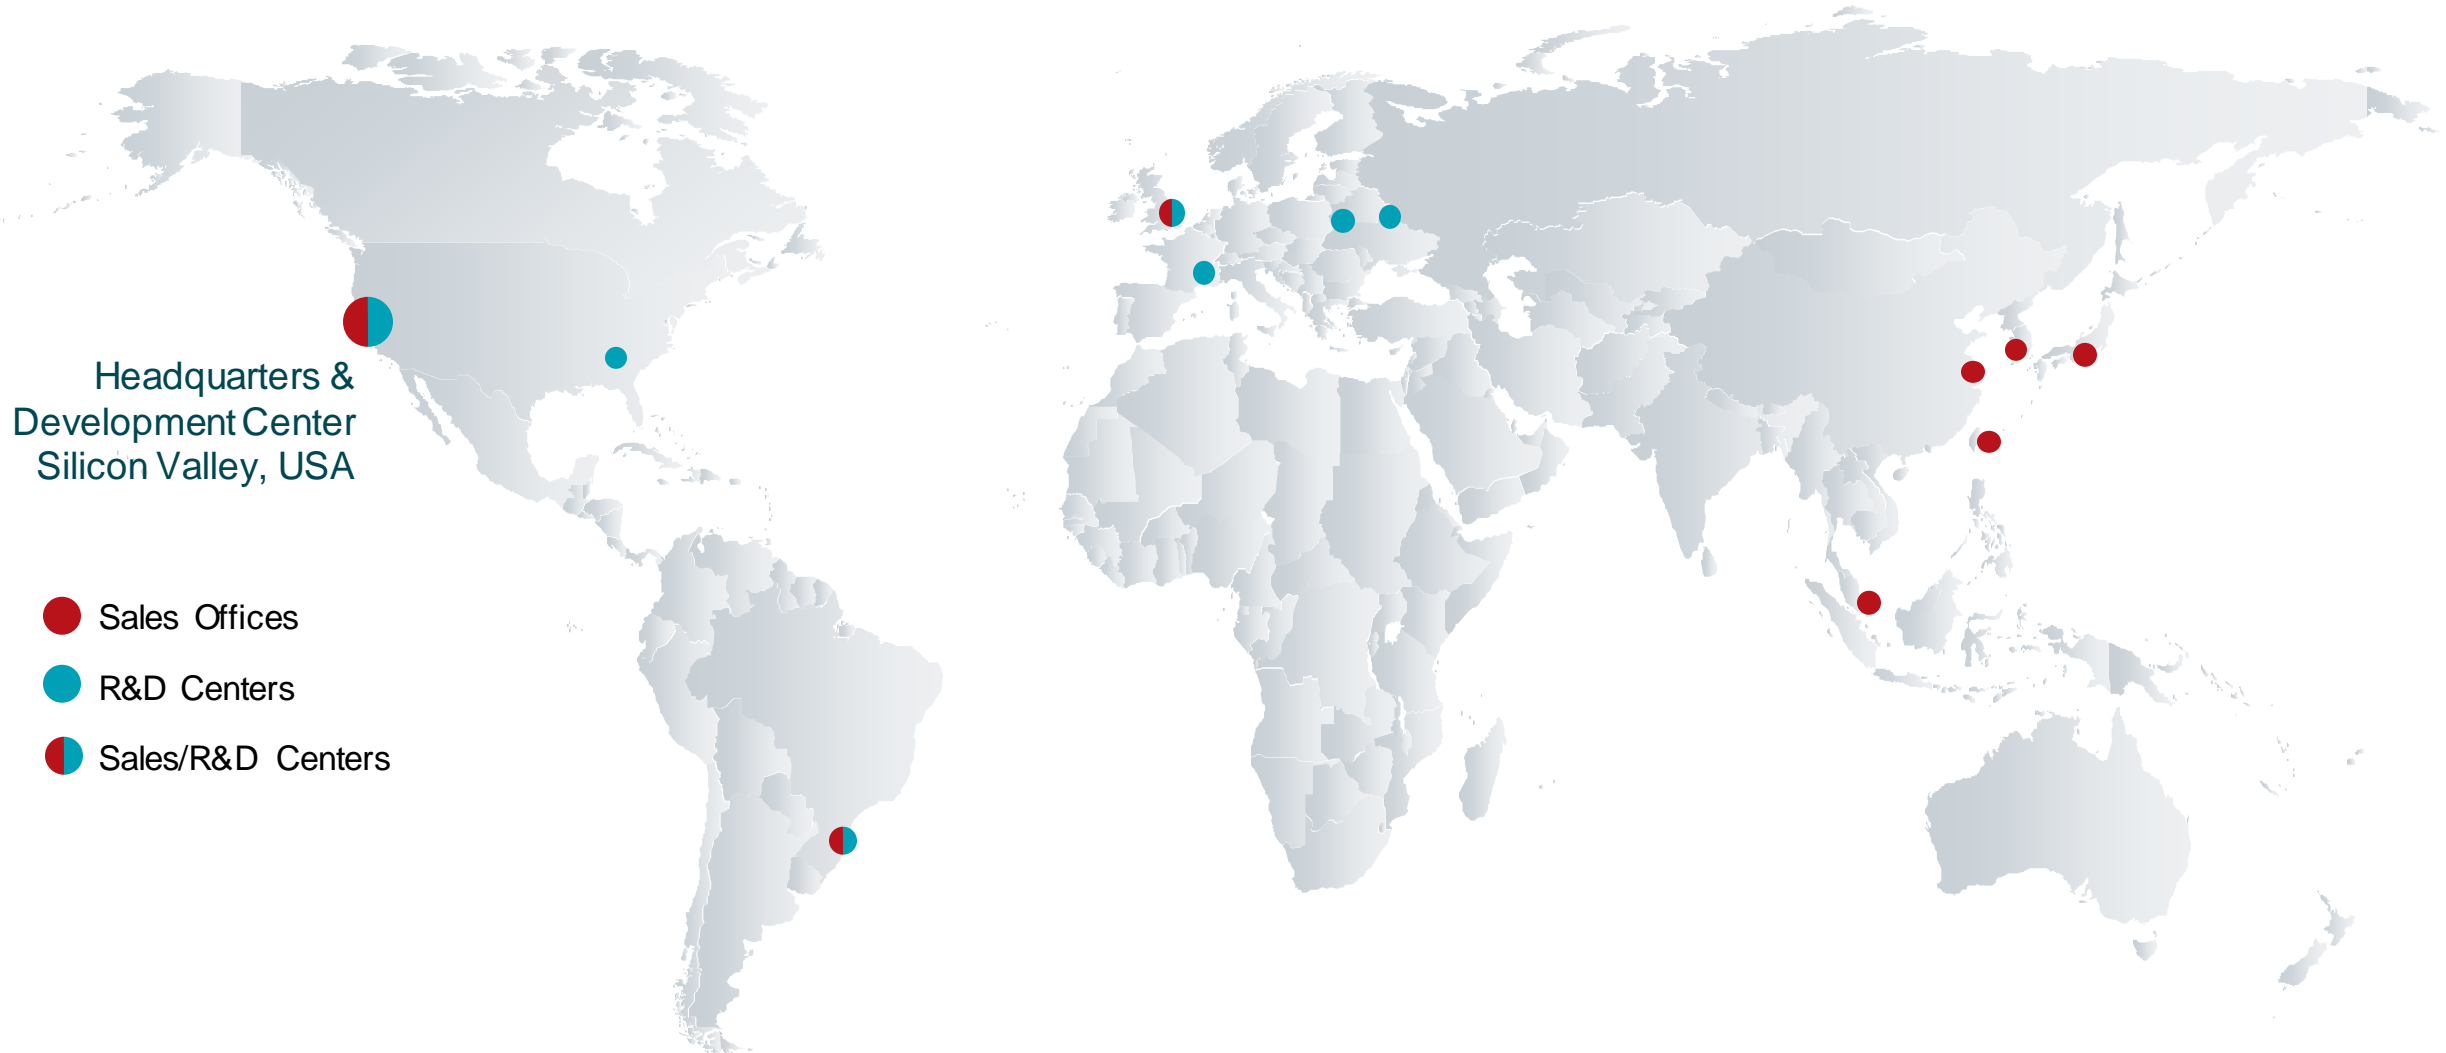 Headquarters &
Development Center
Silicon Valley, USA
Sales Offices
R&D Centers
Sales/R&D Centers